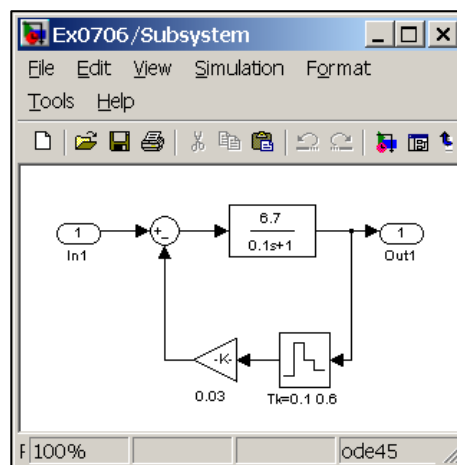 Ex0706/Subsystem
File Edit View Simulation Format
Tools Help
1
In1
+
-
6.7
0.1s+1
1
Out1
-K-
0.03
Tk=0.1 0.6
F 100%
ode45